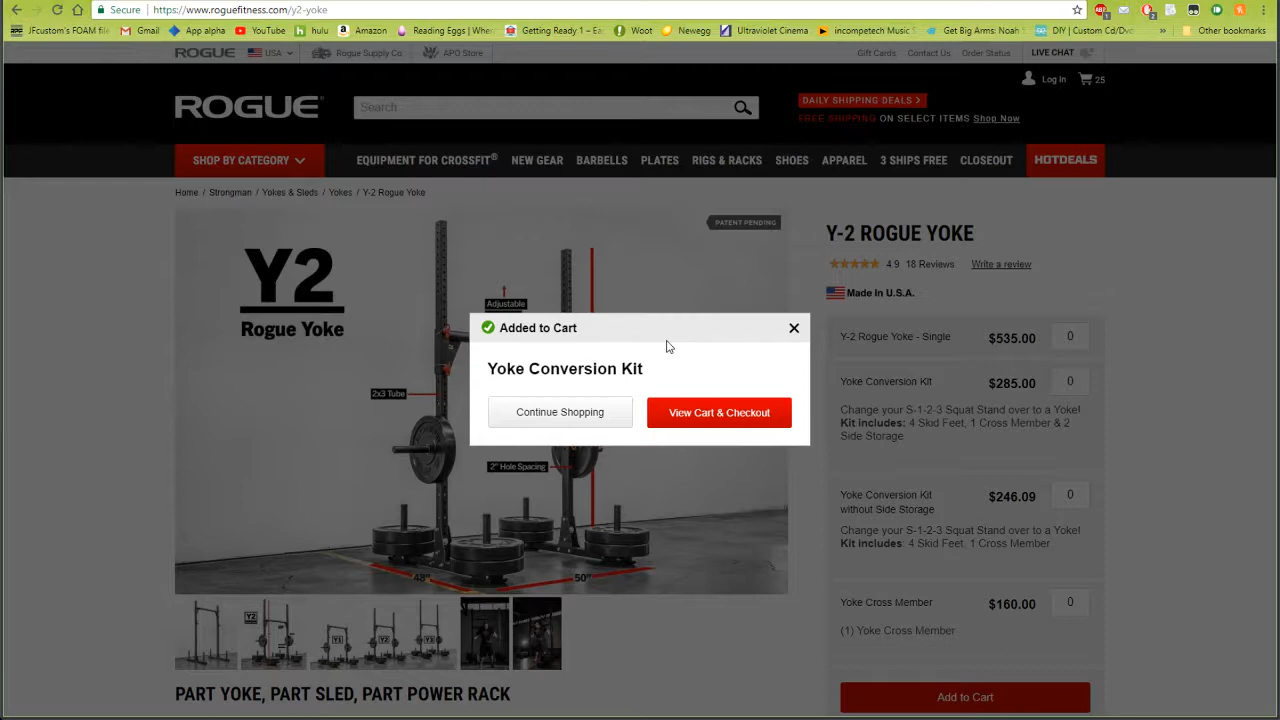 Secure https://www.roguefitness.com/y2-yoke
JFcustom's FOAM file
Gmail
App alpha
YouTube
hulu
Amazon
Reading Eggs | Wher
Getting Ready 1 – Ea
Woot
Newegg
Ultraviolet Cinema
incompetech Music S
Get Big Arms: Noah
DIY | Custom Cd/Dvd
Other bookmarks
ROGUE USA Rogue Supply Co. APO Store Gift Cards Contact Us Order Status LIVE CHAT
Log In 25
ROGUE Search...
DAILY SHIPPING DEALS >
FREE SHIPPING ON SELECT ITEMS Shop Now
SHOP BY CATEGORY EQUIPMENT FOR CROSSFIT® NEW GEAR BARBELLS PLATES RIGS & RACKS SHOES APPAREL 3 SHIPS FREE CLOSEOUT HOTDEALS
Home / Strongman / Yokes & Sleds / Yokes / Y-2 Rogue Yoke
PATENT PENDING
Y2
Rogue Yoke
Adjustable
2x3 Tube
2" Hole Spacing
48"
50"
Added to Cart
Yoke Conversion Kit
Continue Shopping
View Cart & Checkout
Y-2 ROGUE YOKE
4.9 18 Reviews Write a review
Made in U.S.A.
Y-2 Rogue Yoke - Single $535.00 0
Yoke Conversion Kit $285.00 0
Change your S-1-2-3 Squat Stand over to a Yoke!
Kit includes: 4 Skid Feet, 1 Cross Member & 2
Side Storage
Yoke Conversion Kit $246.09 0
without Side Storage
Change your S-1-2-3 Squat Stand over to a Yoke!
Kit includes: 4 Skid Feet, 1 Cross Member
Yoke Cross Member $160.00 0
(1) Yoke Cross Member
Add to Cart
Y2
Y1
Y2
Y3
PART YOKE, PART SLED, PART POWER RACK